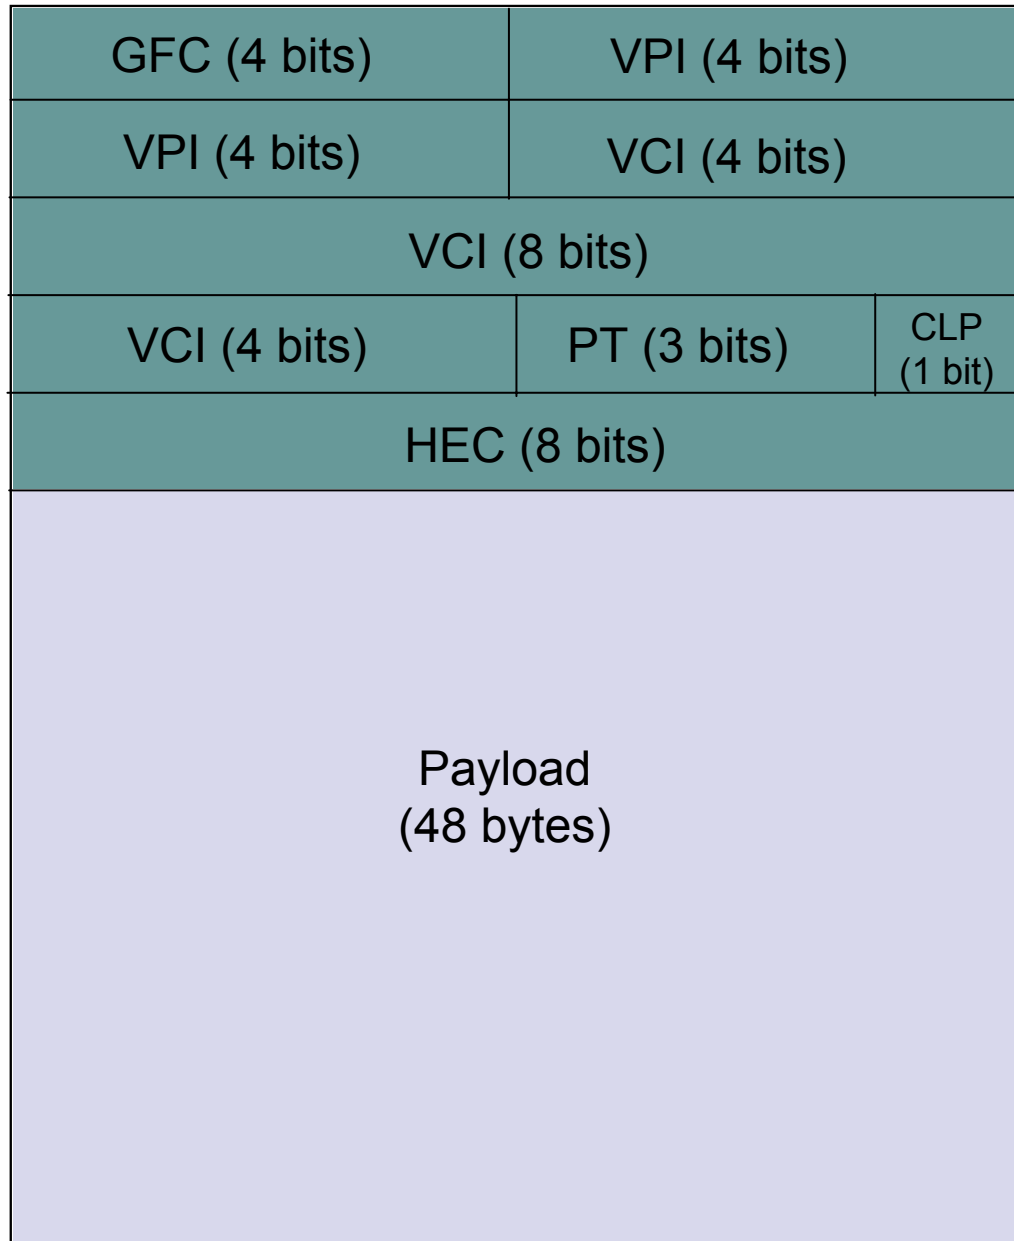 GFC (4 bits)
VPI (4 bits)
VPI (4 bits)
VCI (4 bits)
VCI (8 bits)
VCI (4 bits)
PT (3 bits)
CLP
(1 bit)
HEC (8 bits)
Payload
(48 bytes)